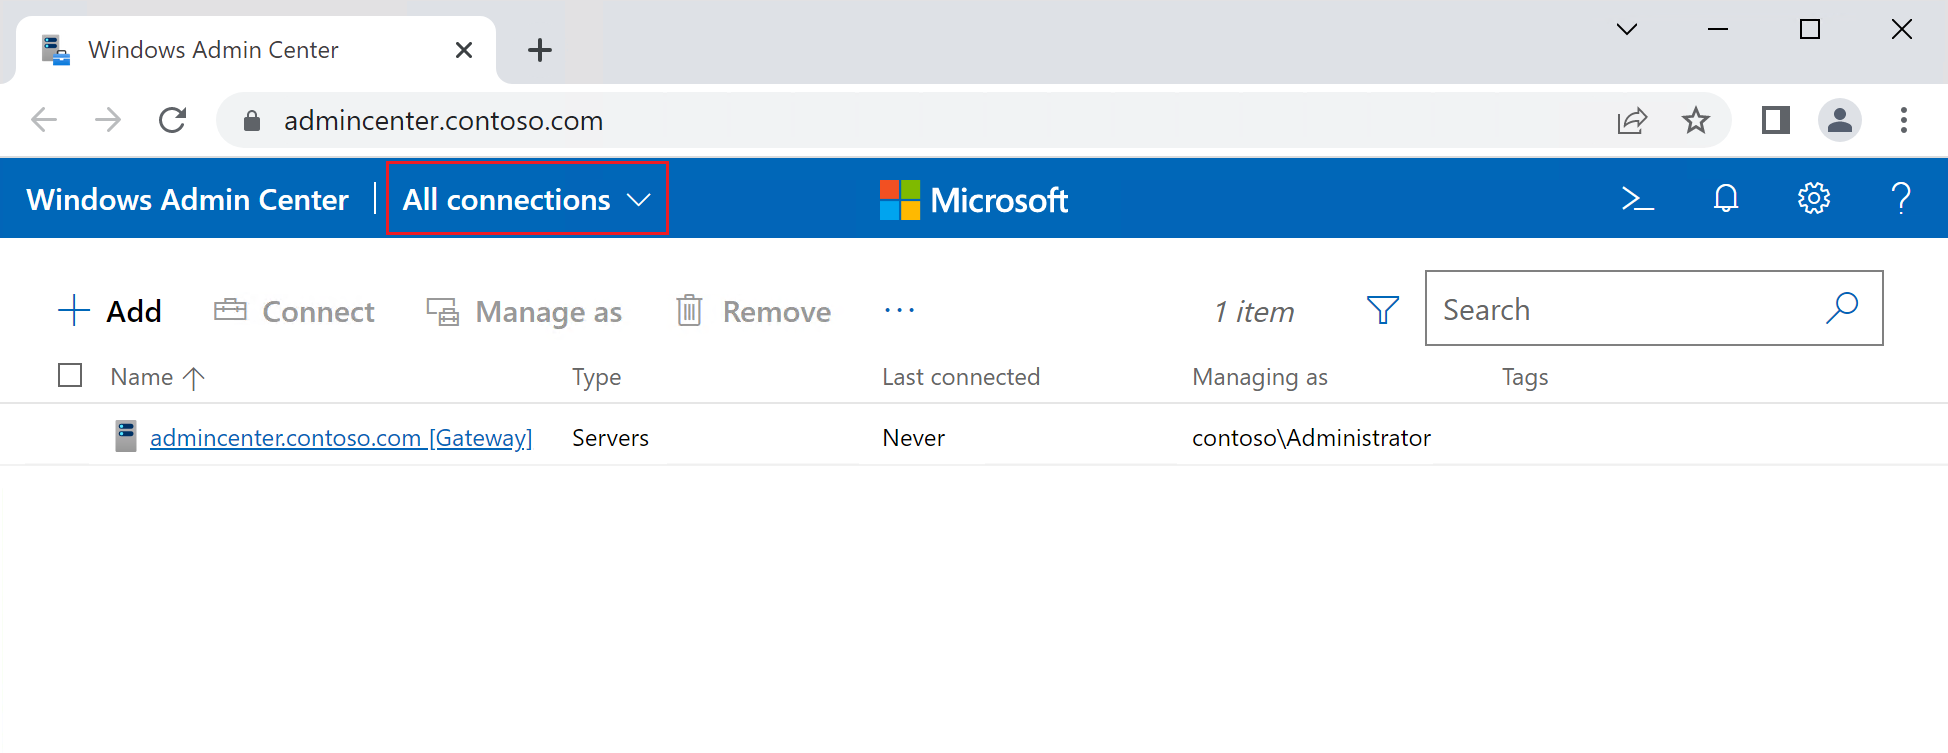 Windows Admin Center
admincenter.contoso.com
Windows Admin Center | All connections Microsoft
Add Connect Manage as Remove ... 1 item Search
Name Type Last connected Managing as Tags
admincenter.contoso.com [Gateway] Servers Never contoso\Administrator